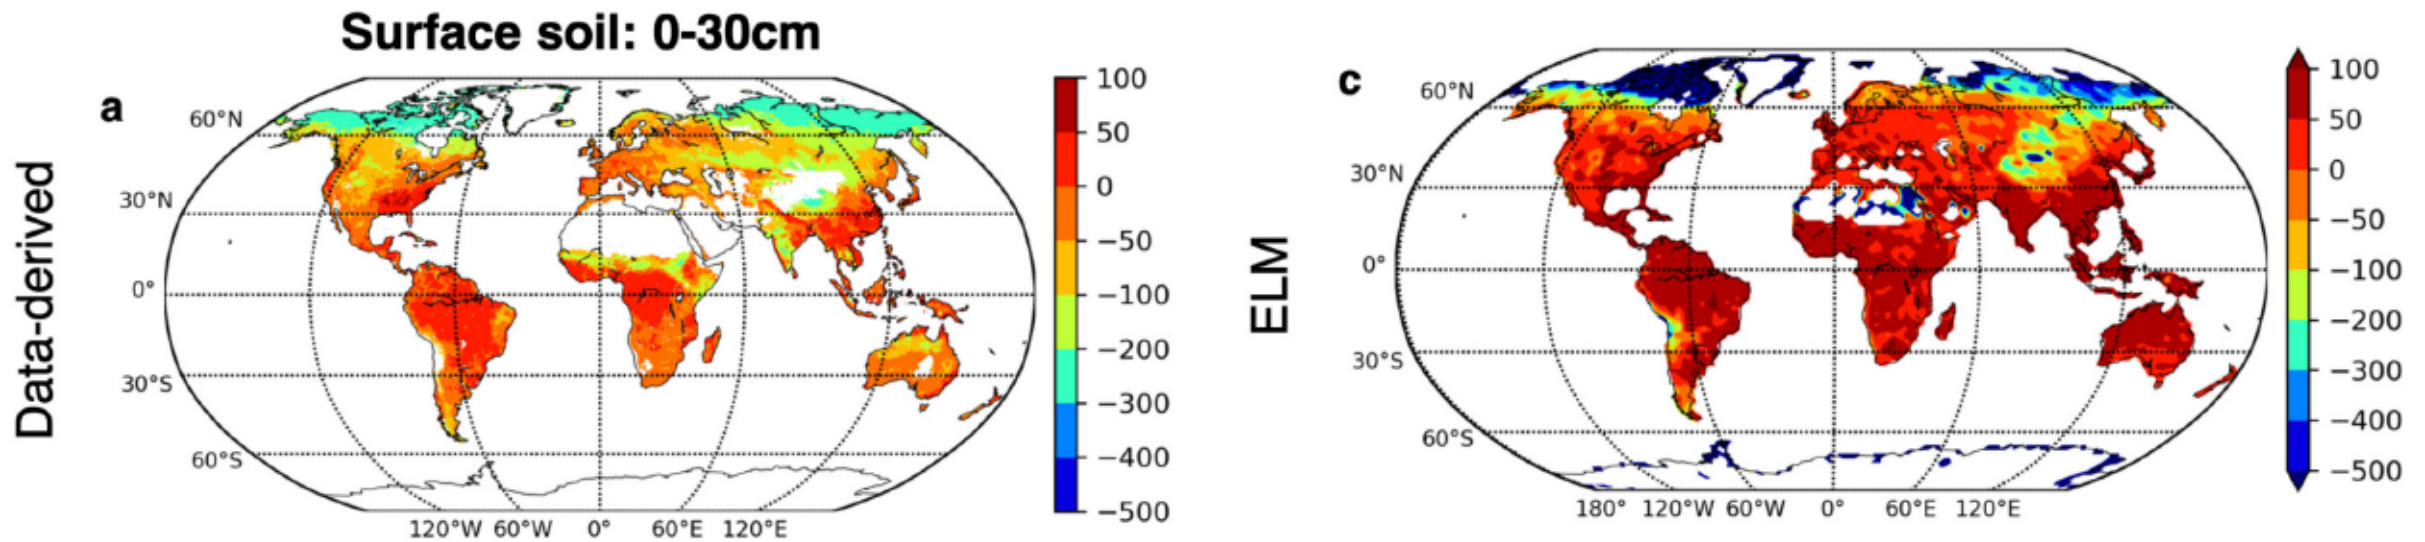 Surface soil: 0-30cm
Data-derived
a
60°N
30°N
0°
30°S
60°S
120°W 60°W 0° 60°E 120°E
100
50
0
−50
−100
−200
−300
−400
−500
ELM
c
60°N
30°N
0°
30°S
60°S
180° 120°W 60°W 0° 60°E 120°E
100
50
0
−50
−100
−200
−300
−400
−500